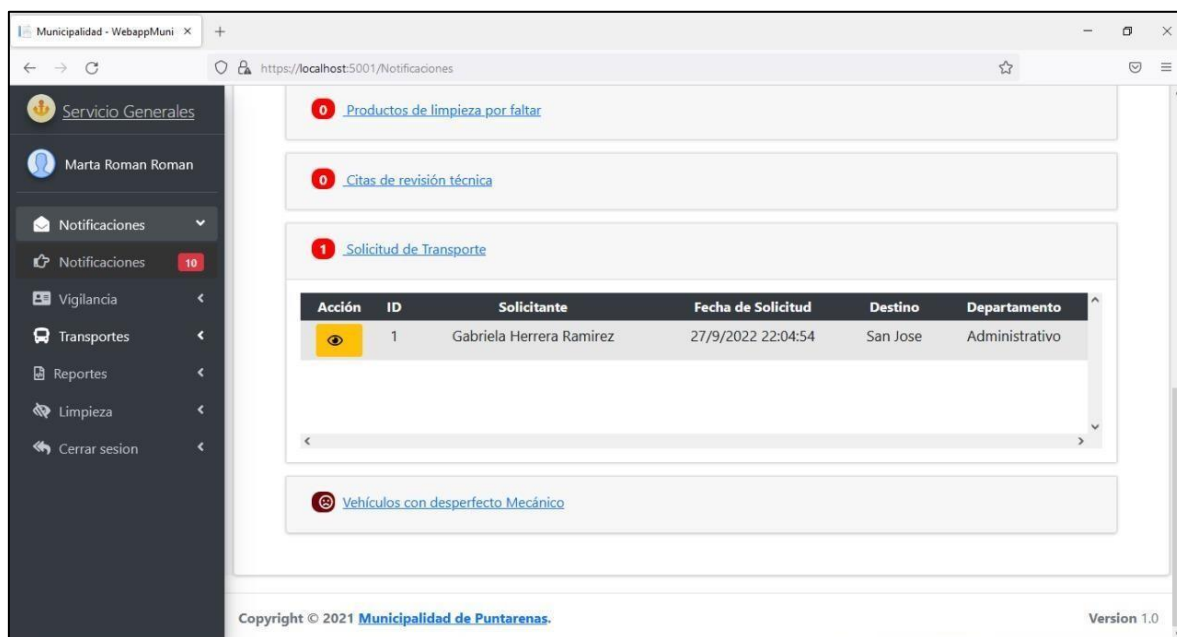 Municipalidad - WebappMuni
https://localhost:5001/Notificaciones
Servicio Generales
Marta Roman Roman
Notificaciones
Notificaciones 10
Vigilancia
Transportes
Reportes
Limpieza
Cerrar sesion
0 Productos de limpieza por faltar
0 Citas de revisión técnica
1 Solicitud de Transporte
Acción ID Solicitante Fecha de Solicitud Destino Departamento
1 Gabriela Herrera Ramirez 27/9/2022 22:04:54 San Jose Administrativo
Vehículos con desperfecto Mecánico
Copyright © 2021 Municipalidad de Puntarenas. Version 1.0